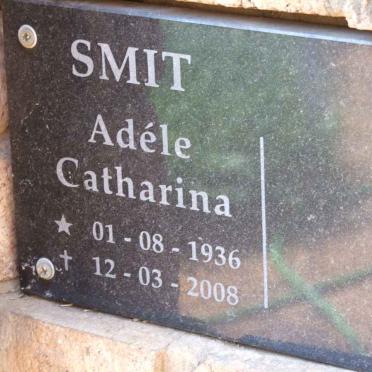 SMIT
Adéle
Catharina
01 - 08 - 1936
12 - 03 - 2008